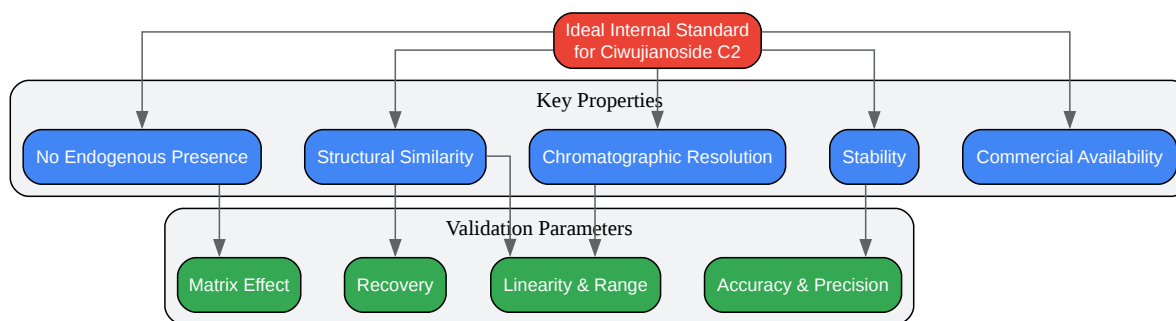 Ideal Internal Standard
for Ciwujianoside C2
Key Properties
No Endogenous Presence
Structural Similarity
Chromatographic Resolution
Stability
Commercial Availability
Validation Parameters
Matrix Effect
Recovery
Linearity & Range
Accuracy & Precision